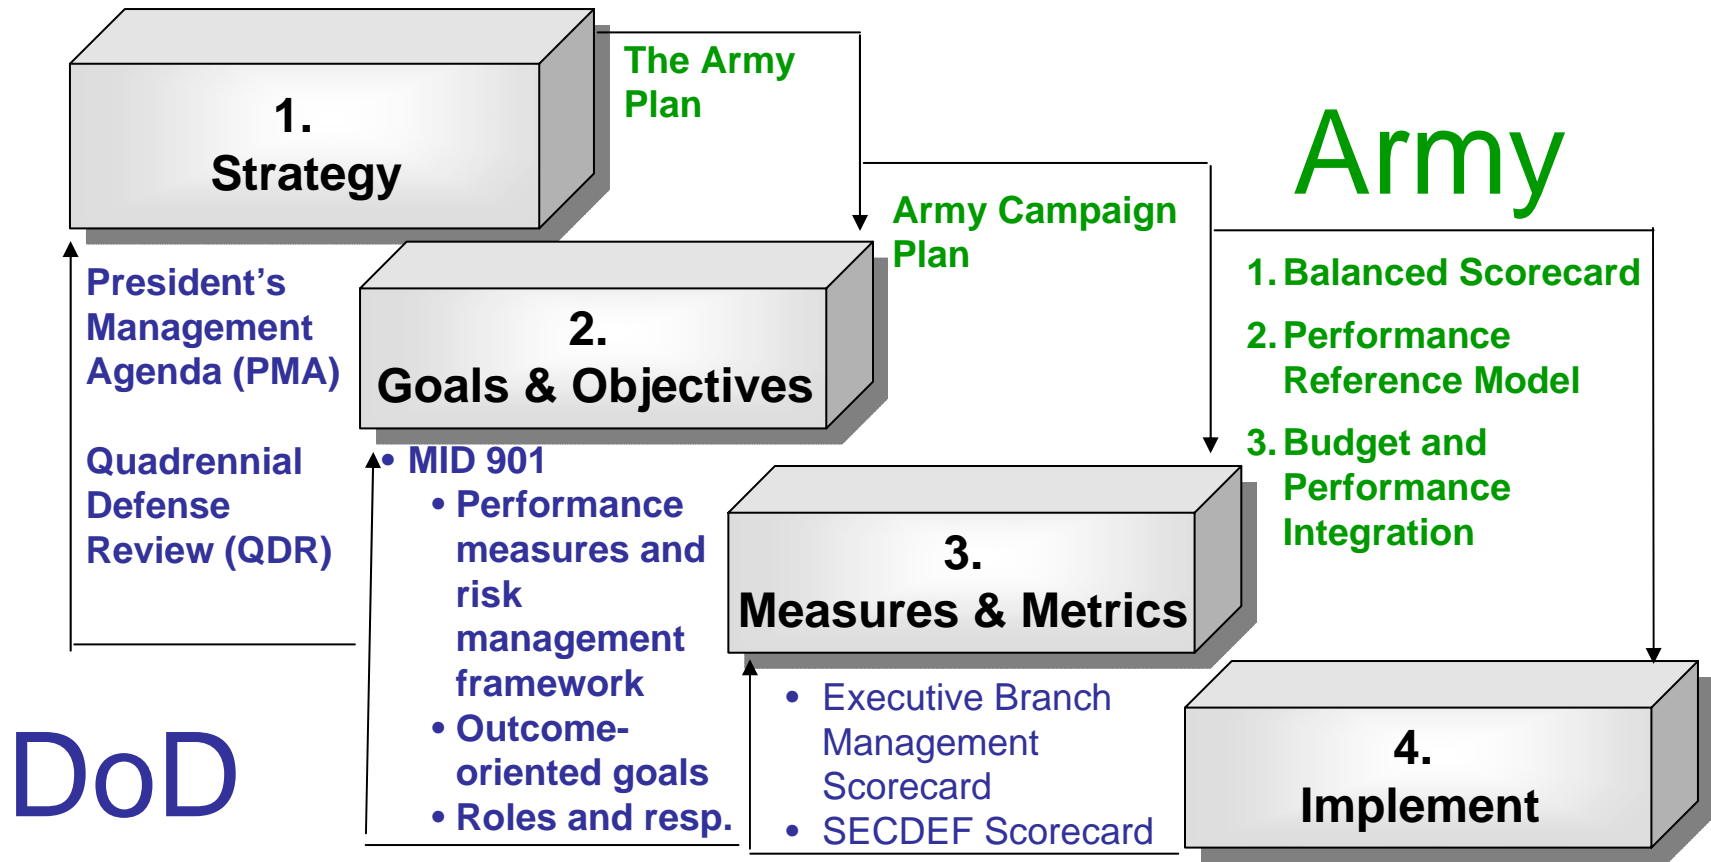 1.
Strategy
The Army
Plan
Army
Army Campaign
Plan
President’s
Management
Agenda (PMA)
Quadrennial
Defense
Review (QDR)
2.
Goals & Objectives
1. Balanced Scorecard
2. Performance
Reference Model
3. Budget and
Performance
Integration
• MID 901
• Performance
measures and
risk
management
framework
• Outcome-
oriented goals
• Roles and resp.
3.
Measures & Metrics
• Executive Branch
Management
Scorecard
• SECDEF Scorecard
DoD
4.
Implement